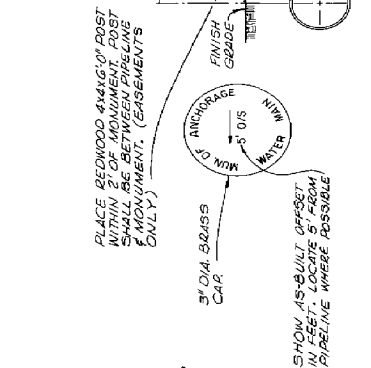 PLACE REDWOOD 4x4x6'-0" POST
WITHIN 2' OF MONUMENT. POST
SHALL BE BETWEEN PIPELINE
& MONUMENT. (EASEMENTS
ONLY)
FINISH
GRADE
MUN. OF ANCHORAGE
5' O/S
WATER MAIN
3" DIA. BRASS
CAP.
SHOW AS-BUILT OFFSET
IN FEET. LOCATE 5' FROM
PIPELINE WHERE POSSIBLE